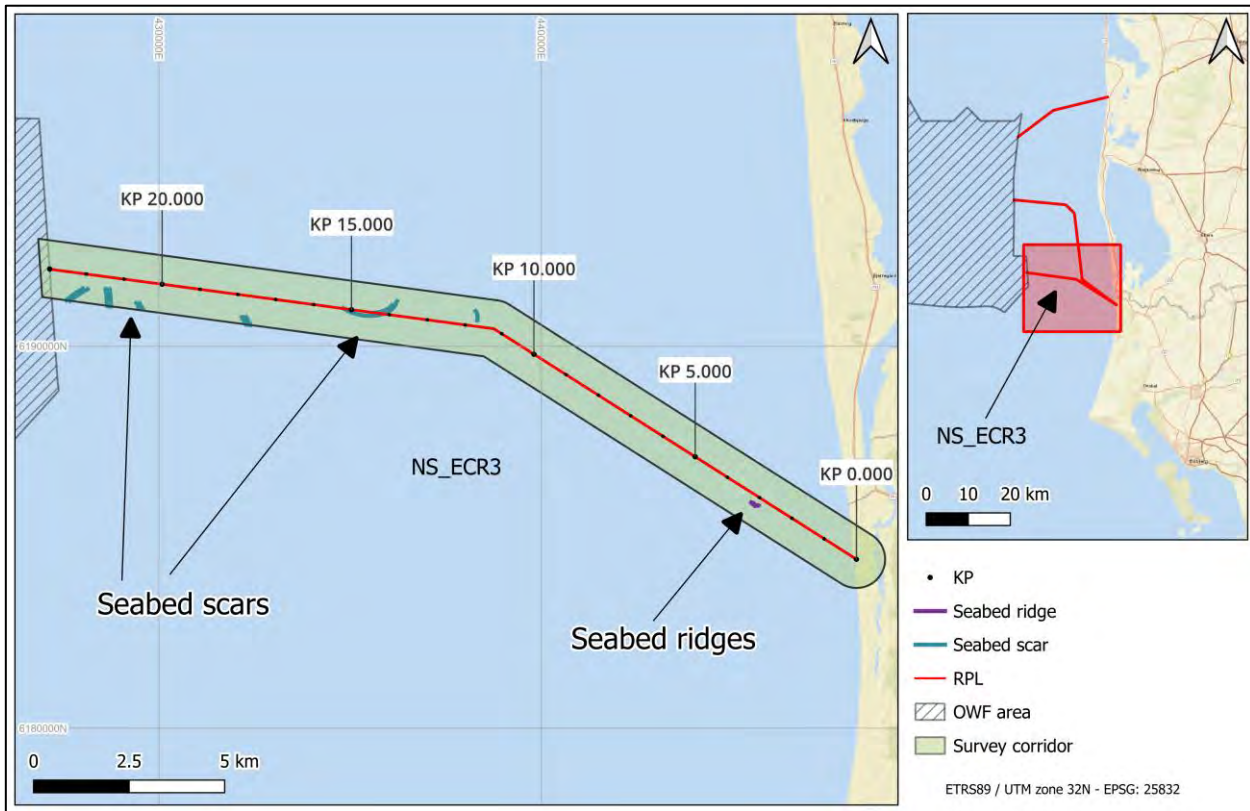 430000E
440000E
KP 20.000
KP 15.000
KP 10.000
6190000N
KP 5.000
NS_ECR3
KP 0.000
Seabed scars
Seabed ridges
6180000N
0 2.5 5 km
NS_ECR3
0 10 20 km
KP
Seabed ridge
Seabed scar
RPL
OWF area
Survey corridor
ETRS89 / UTM zone 32N - EPSG: 25832